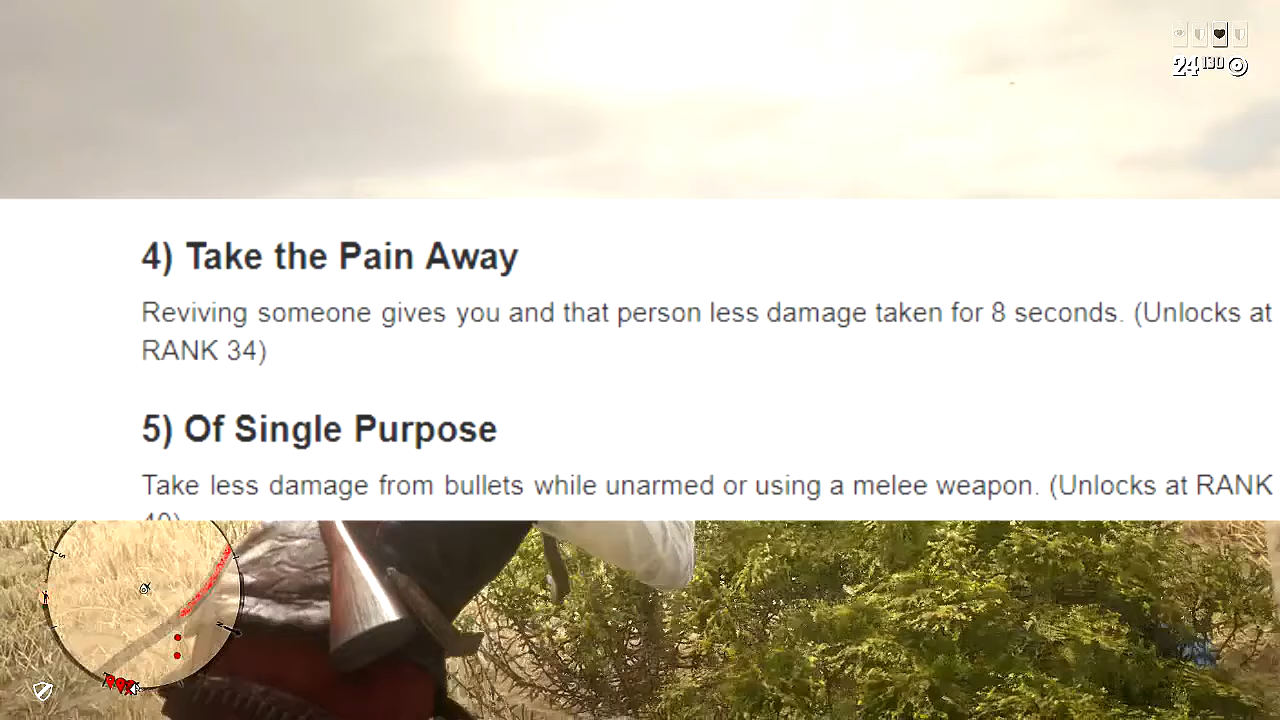 24 130
4) Take the Pain Away
Reviving someone gives you and that person less damage taken for 8 seconds. (Unlocks at
RANK 34)
5) Of Single Purpose
Take less damage from bullets while unarmed or using a melee weapon. (Unlocks at RANK